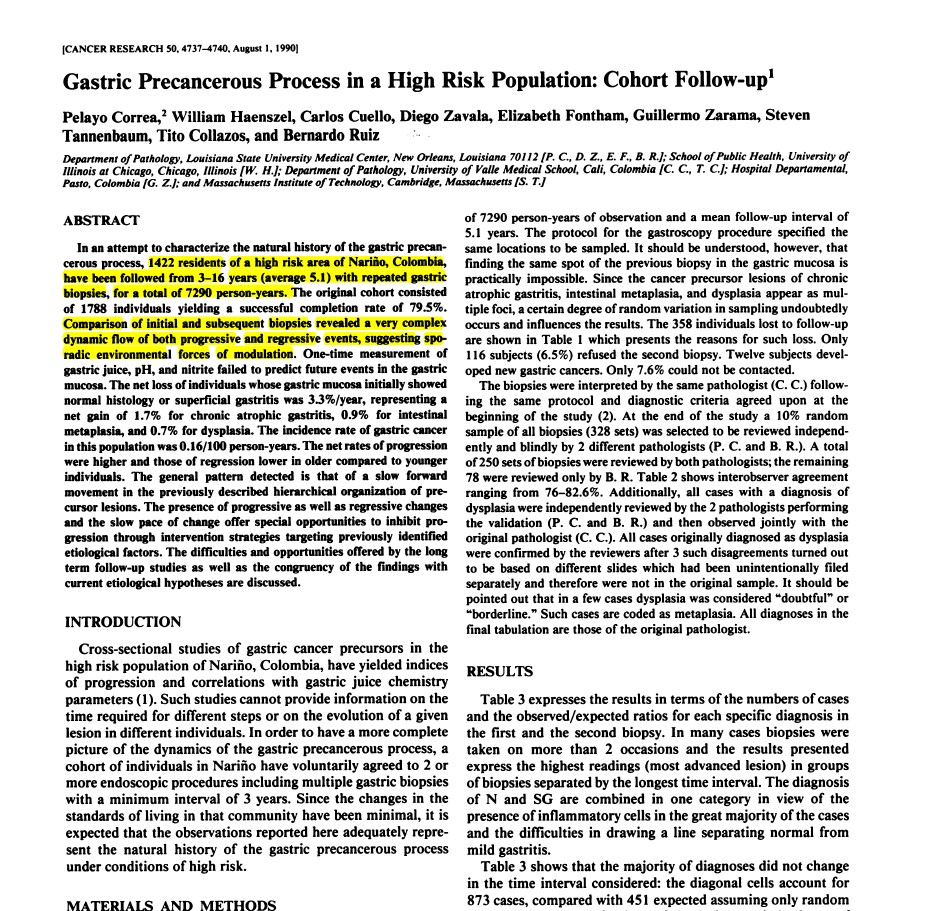 [CANCER RESEARCH 50, 4737–4740, August 1, 1990]
Gastric Precancerous Process in a High Risk Population: Cohort Follow-up¹
Pelayo Correa,² William Haenszel, Carlos Cuello, Diego Zavala, Elizabeth Fontham, Guillermo Zarama, Steven
Tannenbaum, Tito Collazos, and Bernardo Ruiz
Department of Pathology, Louisiana State University Medical Center, New Orleans, Louisiana 70112 [P. C., D. Z., E. F., B. R.]; School of Public Health, University of
Illinois at Chicago, Chicago, Illinois [W. H.]; Department of Pathology, University of Valle Medical School, Cali, Colombia [C. C., T. C.]; Hospital Departamental,
Pasto, Colombia [G. Z.]; and Massachusetts Institute of Technology, Cambridge, Massachusetts [S. T.]
ABSTRACT
In an attempt to characterize the natural history of the gastric precan-
cerous process, 1422 residents of a high risk area of Nariño, Colombia,
have been followed from 3–16 years (average 5.1) with repeated gastric
biopsies, for a total of 7290 person-years. The original cohort consisted
of 1788 individuals yielding a successful completion rate of 79.5%.
Comparison of initial and subsequent biopsies revealed a very complex
dynamic flow of both progressive and regressive events, suggesting spo-
radic environmental forces of modulation. One-time measurement of
gastric juice, pH, and nitrite failed to predict future events in the gastric
mucosa. The net loss of individuals whose gastric mucosa initially showed
normal histology or superficial gastritis was 3.3%/year, representing a
net gain of 1.7% for chronic atrophic gastritis, 0.9% for intestinal
metaplasia, and 0.7% for dysplasia. The incidence rate of gastric cancer
in this population was 0.16/100 person-years. The net rates of progression
were higher and those of regression lower in older compared to younger
individuals. The general pattern detected is that of a slow forward
movement in the previously described hierarchical organization of pre-
cursor lesions. The presence of progressive as well as regressive changes
and the slow pace of change offer special opportunities to inhibit pro-
gression through intervention strategies targeting previously identified
etiological factors. The difficulties and opportunities offered by the long
term follow-up studies as well as the congruency of the findings with
current etiological hypotheses are discussed.
INTRODUCTION
Cross-sectional studies of gastric cancer precursors in the
high risk population of Nariño, Colombia, have yielded indices
of progression and correlations with gastric juice chemistry
parameters (1). Such studies cannot provide information on the
time required for different steps or on the evolution of a given
lesion in different individuals. In order to have a more complete
picture of the dynamics of the gastric precancerous process, a
cohort of individuals in Nariño have voluntarily agreed to 2 or
more endoscopic procedures including multiple gastric biopsies
with a minimum interval of 3 years. Since the changes in the
standards of living in that community have been minimal, it is
expected that the observations reported here adequately repre-
sent the natural history of the gastric precancerous process
under conditions of high risk.
MATERIALS AND METHODS
of 7290 person-years of observation and a mean follow-up interval of
5.1 years. The protocol for the gastroscopy procedure specified the
same locations to be sampled. It should be understood, however, that
finding the same spot of the previous biopsy in the gastric mucosa is
practically impossible. Since the cancer precursor lesions of chronic
atrophic gastritis, intestinal metaplasia, and dysplasia appear as mul-
tiple foci, a certain degree of random variation in sampling undoubtedly
occurs and influences the results. The 358 individuals lost to follow-up
are shown in Table 1 which presents the reasons for such loss. Only
116 subjects (6.5%) refused the second biopsy. Twelve subjects devel-
oped new gastric cancers. Only 7.6% could not be contacted.
The biopsies were interpreted by the same pathologist (C. C.) follow-
ing the same protocol and diagnostic criteria agreed upon at the
beginning of the study (2). At the end of the study a 10% random
sample of all biopsies (328 sets) was selected to be reviewed independ-
ently and blindly by 2 different pathologists (P. C. and B. R.). A total
of 250 sets of biopsies were reviewed by both pathologists; the remaining
78 were reviewed only by B. R. Table 2 shows interobserver agreement
ranging from 76–82.6%. Additionally, all cases with a diagnosis of
dysplasia were independently reviewed by the 2 pathologists performing
the validation (P. C. and B. R.) and then observed jointly with the
original pathologist (C. C.). All cases originally diagnosed as dysplasia
were confirmed by the reviewers after 3 such disagreements turned out
to be based on different slides which had been unintentionally filed
separately and therefore were not in the original sample. It should be
pointed out that in a few cases dysplasia was considered "doubtful" or
"borderline." Such cases are coded as metaplasia. All diagnoses in the
final tabulation are those of the original pathologist.
RESULTS
Table 3 expresses the results in terms of the numbers of cases
and the observed/expected ratios for each specific diagnosis in
the first and the second biopsy. In many cases biopsies were
taken on more than 2 occasions and the results presented
express the highest readings (most advanced lesion) in groups
of biopsies separated by the longest time interval. The diagnosis
of N and SG are combined in one category in view of the
presence of inflammatory cells in the great majority of the cases
and the difficulties in drawing a line separating normal from
mild gastritis.
Table 3 shows that the majority of diagnoses did not change
in the time interval considered: the diagonal cells account for
873 cases, compared with 451 expected assuming only random